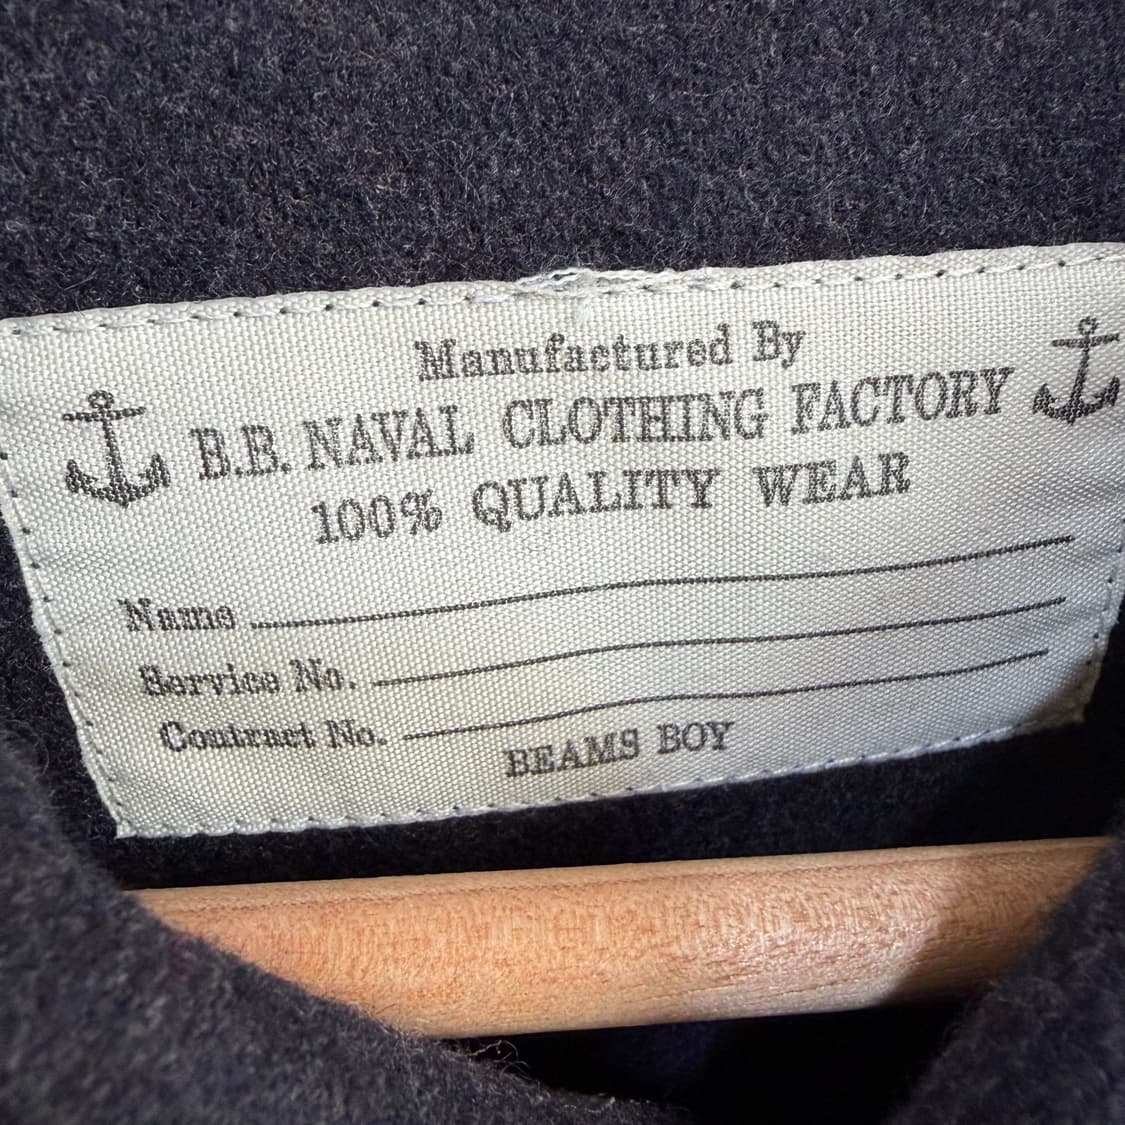 Manufactured By
B.B. NAVAL CLOTHING FACTORY
100% QUALITY WEAR
Name
Service No.
Contract No.
BEAMS BOY